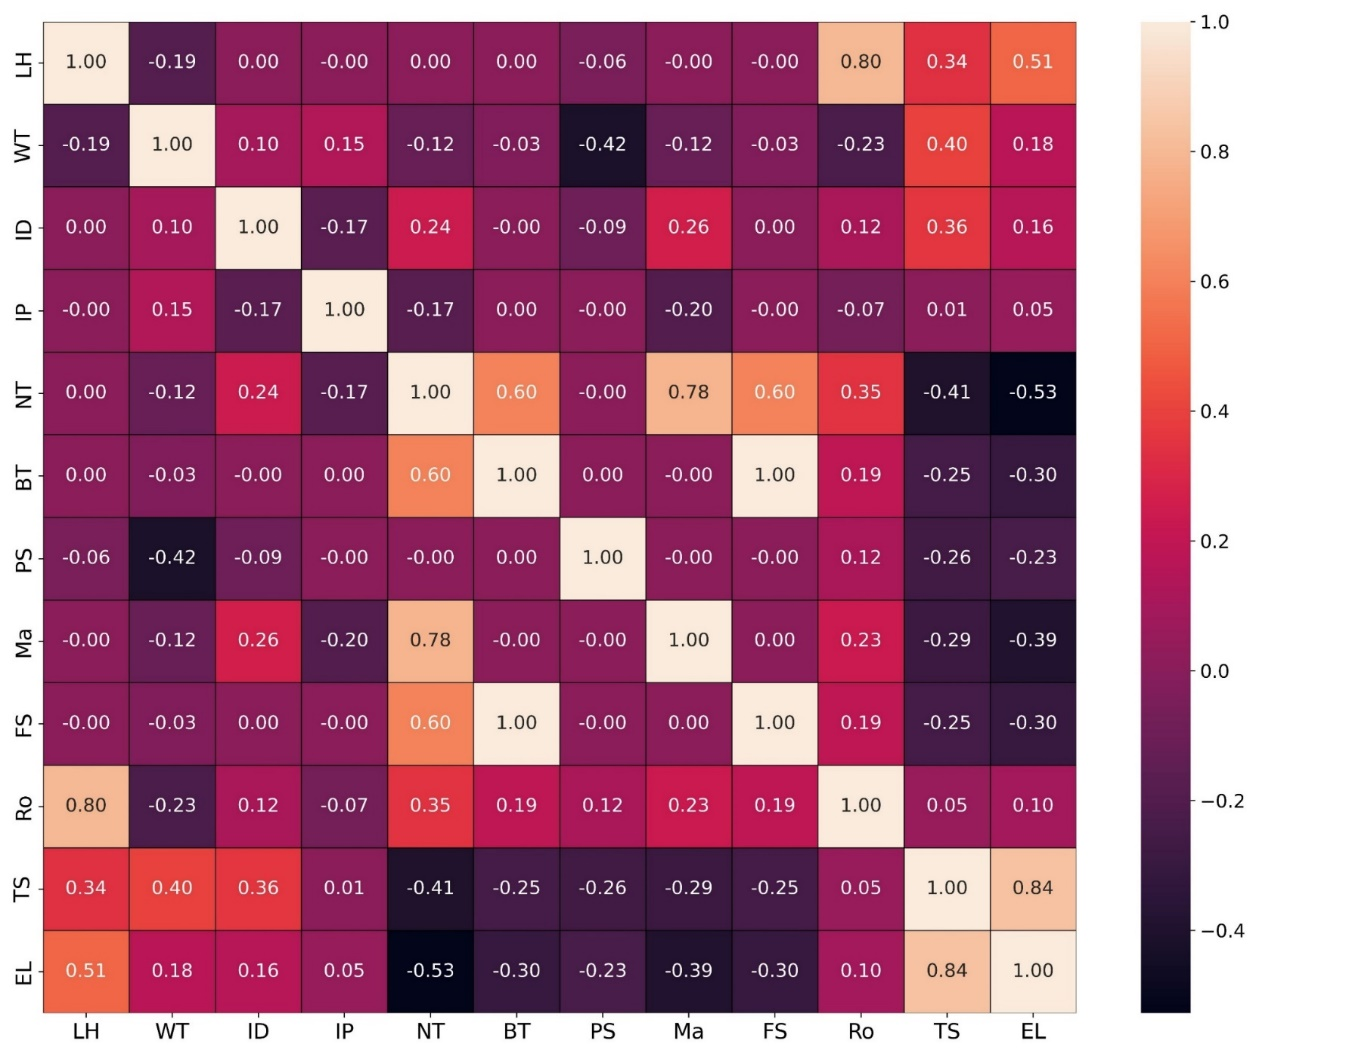 LH 1.00 -0.19 0.00 -0.00 0.00 0.00 -0.06 -0.00 -0.00 0.80 0.34 0.51
WT -0.19 1.00 0.10 0.15 -0.12 -0.03 -0.42 -0.12 -0.03 -0.23 0.40 0.18
ID 0.00 0.10 1.00 -0.17 0.24 -0.00 -0.09 0.26 0.00 0.12 0.36 0.16
IP -0.00 0.15 -0.17 1.00 -0.17 0.00 -0.00 -0.20 -0.00 -0.07 0.01 0.05
NT 0.00 -0.12 0.24 -0.17 1.00 0.60 -0.00 0.78 0.60 0.35 -0.41 -0.53
BT 0.00 -0.03 -0.00 0.00 0.60 1.00 0.00 -0.00 1.00 0.19 -0.25 -0.30
PS -0.06 -0.42 -0.09 -0.00 -0.00 0.00 1.00 -0.00 -0.00 0.12 -0.26 -0.23
Ma -0.00 -0.12 0.26 -0.20 0.78 -0.00 -0.00 1.00 0.00 0.23 -0.29 -0.39
FS -0.00 -0.03 0.00 -0.00 0.60 1.00 -0.00 0.00 1.00 0.19 -0.25 -0.30
Ro 0.80 -0.23 0.12 -0.07 0.35 0.19 0.12 0.23 0.19 1.00 0.05 0.10
TS 0.34 0.40 0.36 0.01 -0.41 -0.25 -0.26 -0.29 -0.25 0.05 1.00 0.84
EL 0.51 0.18 0.16 0.05 -0.53 -0.30 -0.23 -0.39 -0.30 0.10 0.84 1.00
LH WT ID IP NT BT PS Ma FS Ro TS EL
1.0
0.8
0.6
0.4
0.2
0.0
−0.2
−0.4